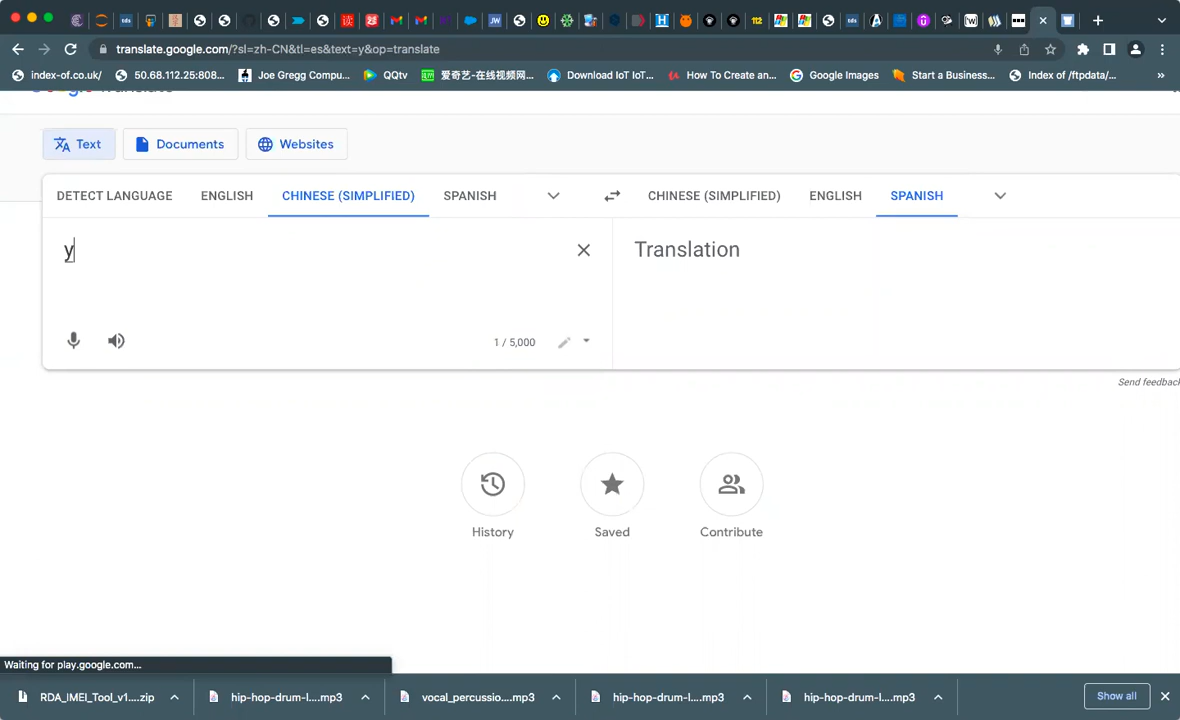 translate.google.com/?sl=zh-CN&tl=es&text=y&op=translate
index-of.co.uk/ 50.68.112.25:808... Joe Gregg Compu... QQtv 爱奇艺-在线视频网... Download IoT IoT... How To Create an... Google Images Start a Business... Index of /ftpdata/... »
Text Documents Websites
DETECT LANGUAGE ENGLISH CHINESE (SIMPLIFIED) SPANISH CHINESE (SIMPLIFIED) ENGLISH SPANISH
y
Translation
1 / 5,000
Send feedback
History Saved Contribute
Waiting for play.google.com...
RDA_IMEI_Tool_v1....zip hip-hop-drum-l....mp3 vocal_percussio....mp3 hip-hop-drum-l....mp3 hip-hop-drum-l....mp3 Show all